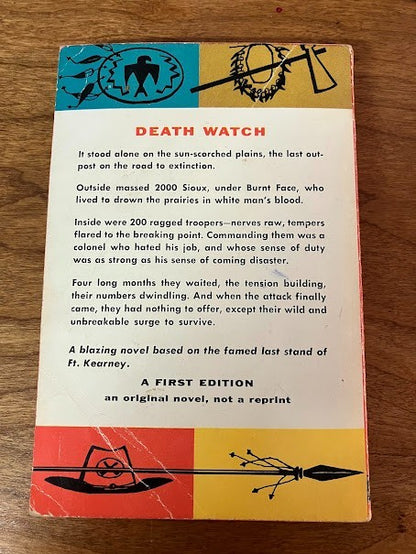 DEATH WATCH
It stood alone on the sun-scorched plains, the last out-
post on the road to extinction.
Outside massed 2000 Sioux, under Burnt Face, who
lived to drown the prairies in white man's blood.
Inside were 200 ragged troopers—nerves raw, tempers
flared to the breaking point. Commanding them was a
colonel who hated his job, and whose sense of duty
was as strong as his sense of coming disaster.
Four long months they waited, the tension building,
their numbers dwindling. And when the attack finally
came, they had nothing to offer, except their wild and
unbreakable surge to survive.
A blazing novel based on the famed last stand of
Ft. Kearney.
A FIRST EDITION
an original novel, not a reprint